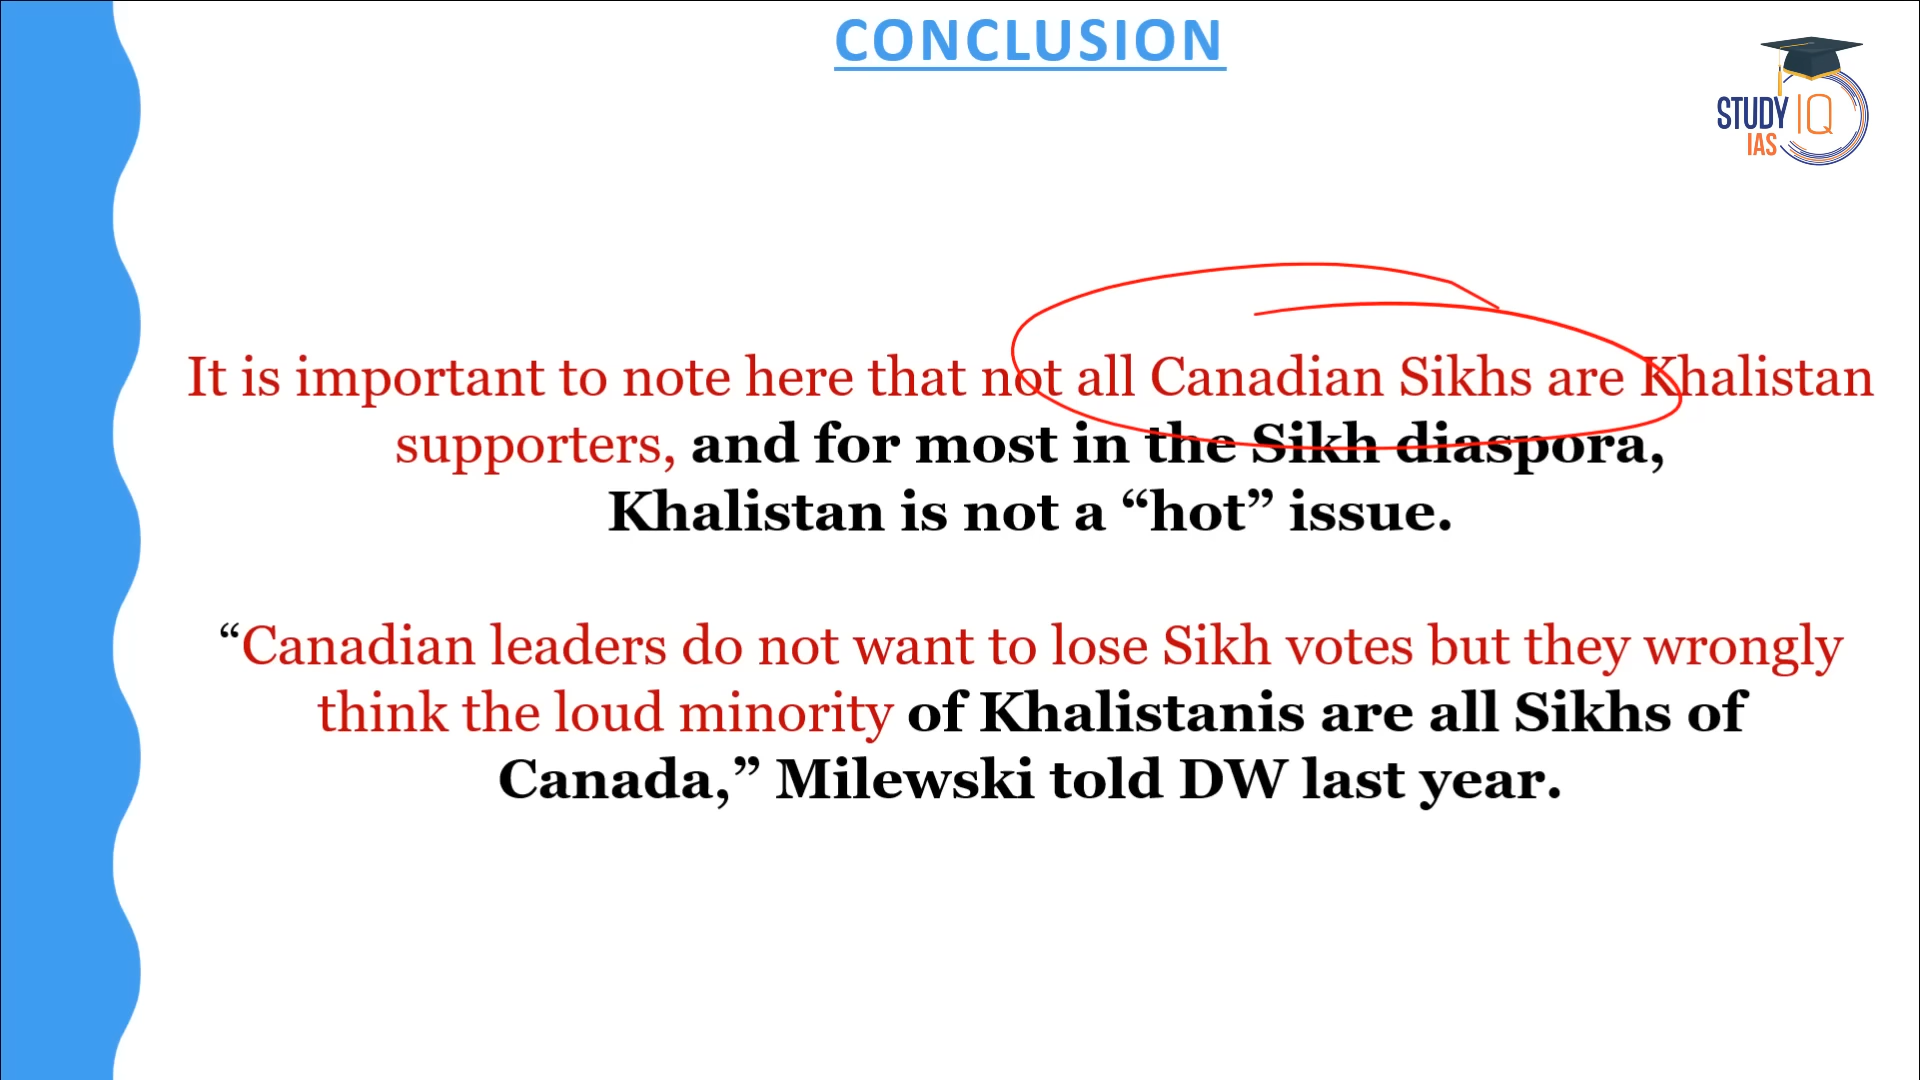 CONCLUSION
STUDY IQ
IAS
It is important to note here that not all Canadian Sikhs are Khalistan
supporters, and for most in the Sikh diaspora,
Khalistan is not a “hot” issue.
“Canadian leaders do not want to lose Sikh votes but they wrongly
think the loud minority of Khalistanis are all Sikhs of
Canada,” Milewski told DW last year.